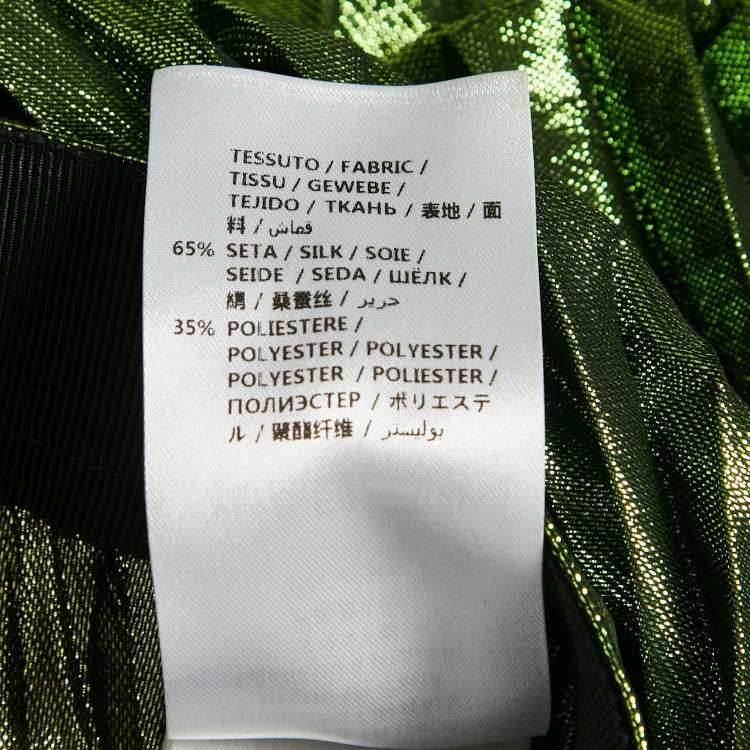 TESSUTO / FABRIC /
TISSU / GEWEBE /
TEJIDO / ТКАНЬ / 表地 / 面
料 / قماش
65% SETA / SILK / SOIE /
SEIDE / SEDA / ШЁЛК /
絹 / 桑蚕丝 / حرير
35% POLIESTERE /
POLYESTER / POLYESTER /
POLYESTER / POLIESTER /
ПОЛИЭСТЕР / ポリエステ
ル / 聚酯纤维 / بوليستر